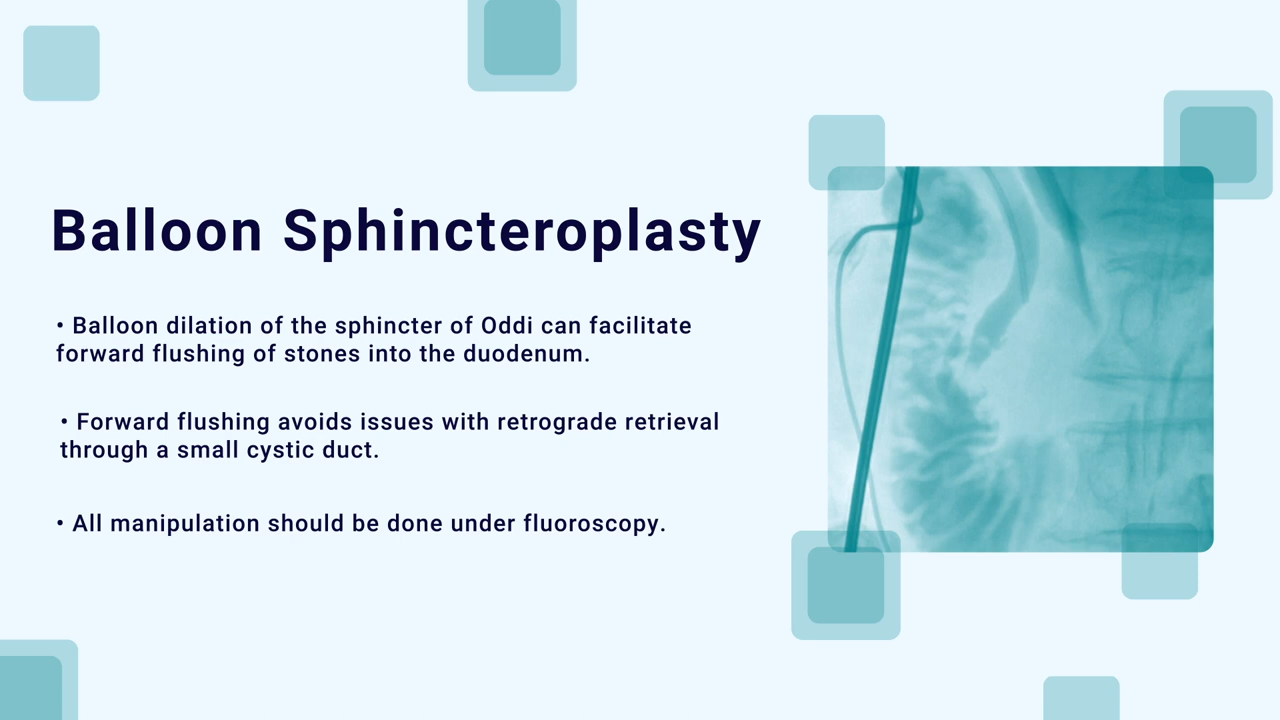 Balloon Sphincteroplasty
• Balloon dilation of the sphincter of Oddi can facilitate
forward flushing of stones into the duodenum.
• Forward flushing avoids issues with retrograde retrieval
through a small cystic duct.
• All manipulation should be done under fluoroscopy.